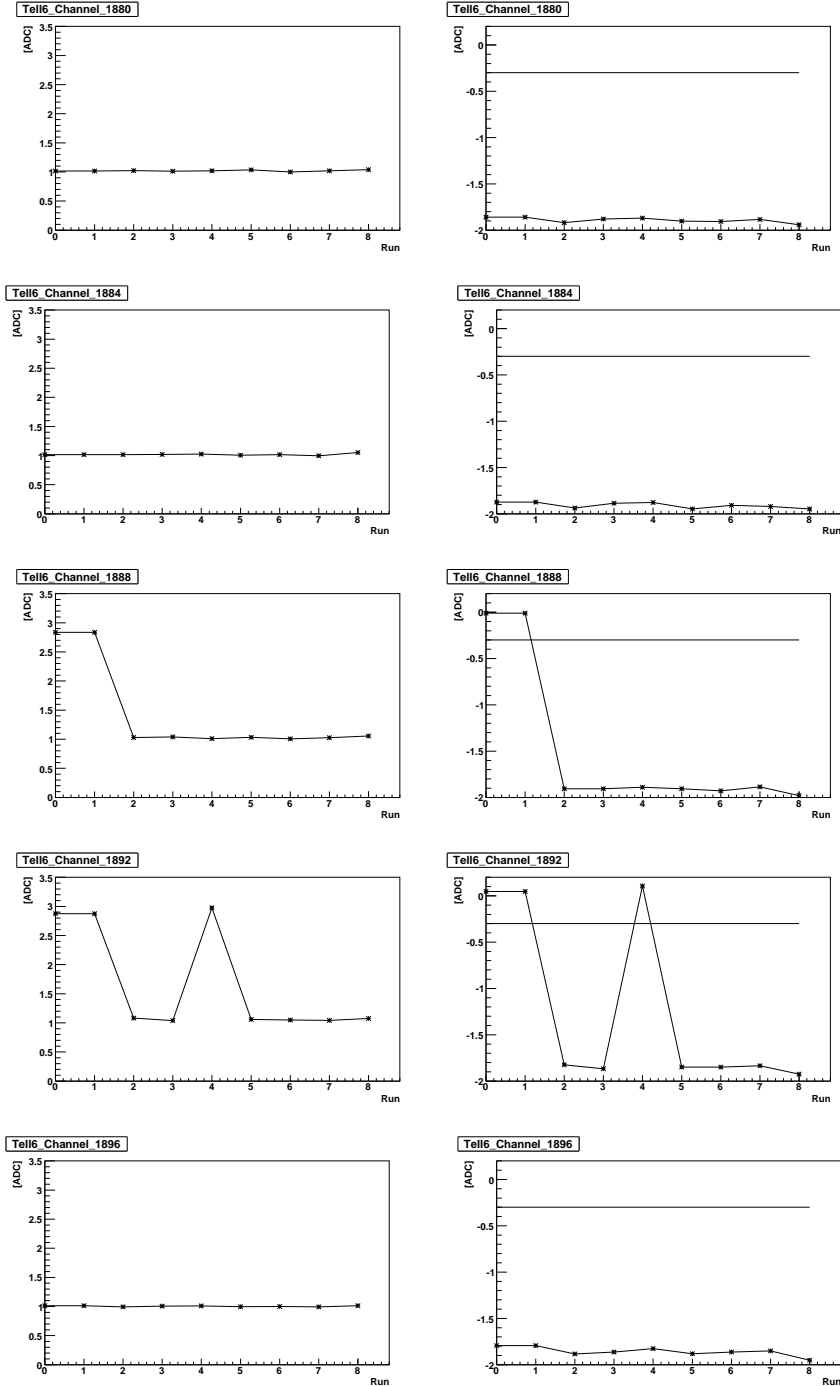 Tell6_Channel_1880
[ADC]
3.5
3
2.5
2
1.5
1
0.5
0
0 1 2 3 4 5 6 7 8
Run
Tell6_Channel_1880
[ADC]
0
-0.5
-1
-1.5
-2
0 1 2 3 4 5 6 7 8
Run
Tell6_Channel_1884
[ADC]
3.5
3
2.5
2
1.5
1
0.5
0
0 1 2 3 4 5 6 7 8
Run
Tell6_Channel_1884
[ADC]
0
-0.5
-1
-1.5
-2
0 1 2 3 4 5 6 7 8
Run
Tell6_Channel_1888
[ADC]
3.5
3
2.5
2
1.5
1
0.5
0
0 1 2 3 4 5 6 7 8
Run
Tell6_Channel_1888
[ADC]
0
-0.5
-1
-1.5
-2
0 1 2 3 4 5 6 7 8
Run
Tell6_Channel_1892
[ADC]
3.5
3
2.5
2
1.5
1
0.5
0
0 1 2 3 4 5 6 7 8
Run
Tell6_Channel_1892
[ADC]
0
-0.5
-1
-1.5
-2
0 1 2 3 4 5 6 7 8
Run
Tell6_Channel_1896
[ADC]
3.5
3
2.5
2
1.5
1
0.5
0
0 1 2 3 4 5 6 7 8
Run
Tell6_Channel_1896
[ADC]
0
-0.5
-1
-1.5
-2
0 1 2 3 4 5 6 7 8
Run